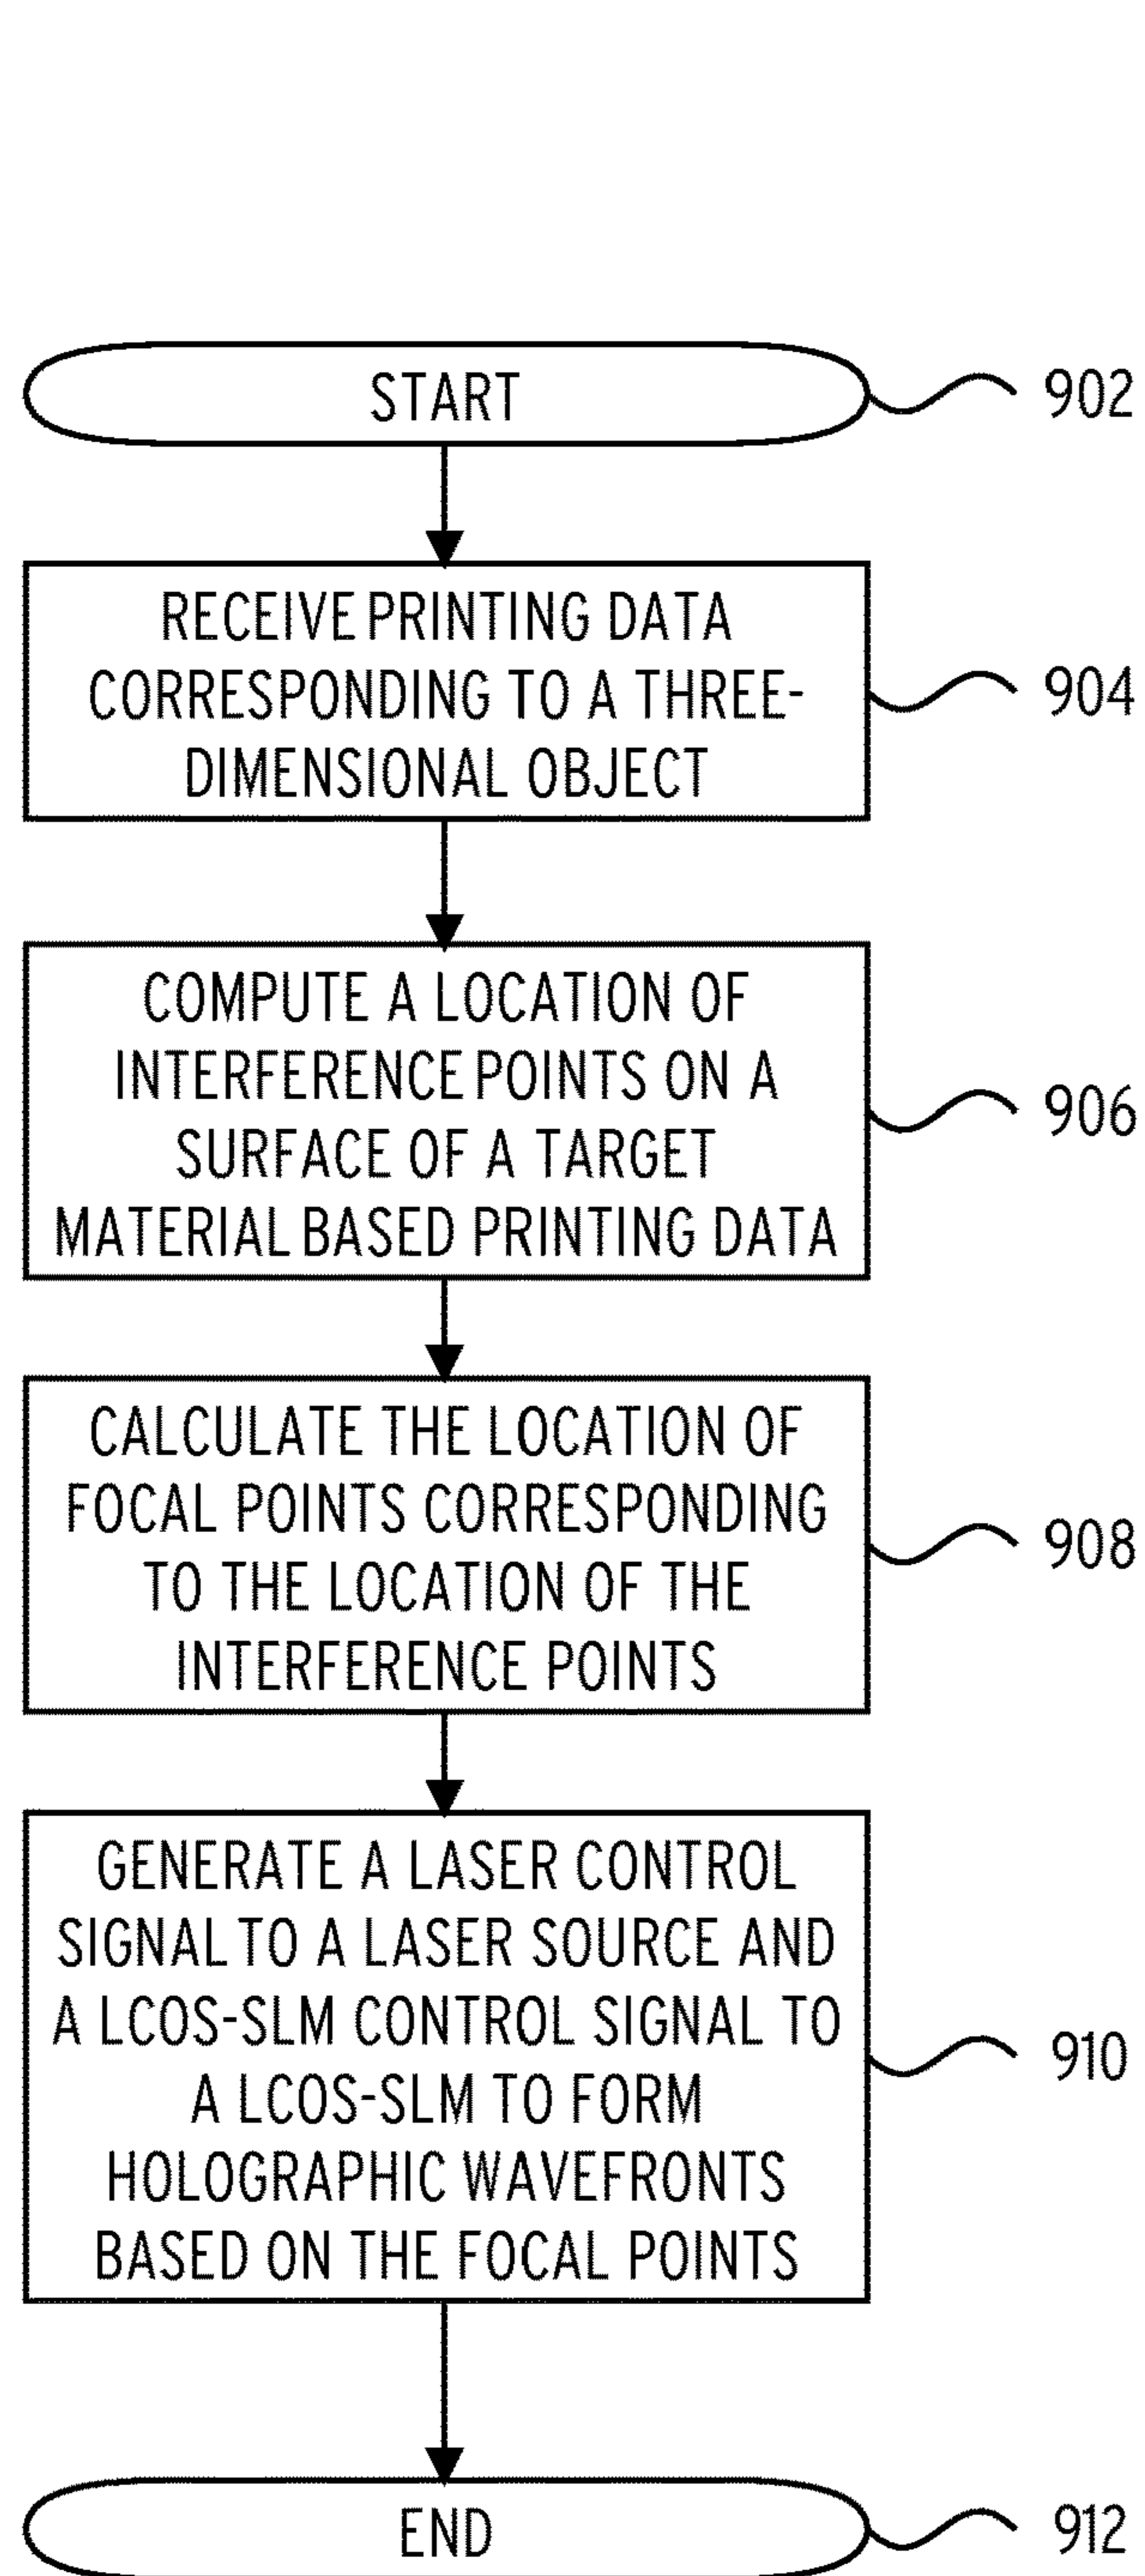 START
902
RECEIVE PRINTING DATA
CORRESPONDING TO A THREE-
DIMENSIONAL OBJECT
904
COMPUTE A LOCATION OF
INTERFERENCE POINTS ON A
SURFACE OF A TARGET
MATERIAL BASED PRINTING DATA
906
CALCULATE THE LOCATION OF
FOCAL POINTS CORRESPONDING
TO THE LOCATION OF THE
INTERFERENCE POINTS
908
GENERATE A LASER CONTROL
SIGNAL TO A LASER SOURCE AND
A LCOS-SLM CONTROL SIGNAL TO
A LCOS-SLM TO FORM
HOLOGRAPHIC WAVEFRONTS
BASED ON THE FOCAL POINTS
910
END
912